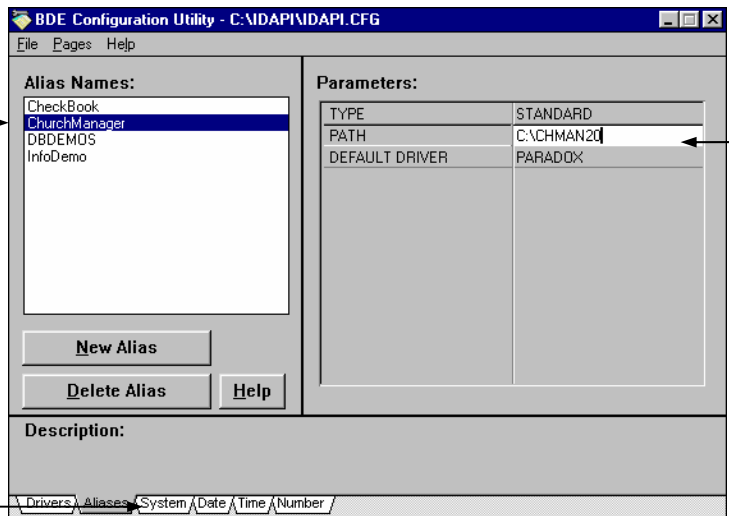 BDE Configuration Utility - C:\IDAPI\IDAPI.CFG
File Pages Help
Alias Names:
CheckBook
ChurchManager
DBDEMOS
InfoDemo
New Alias
Delete Alias
Help
Parameters:
TYPE STANDARD
PATH C:\CHMAN20
DEFAULT DRIVER PARADOX
Description:
Drivers Aliases System Date Time Number